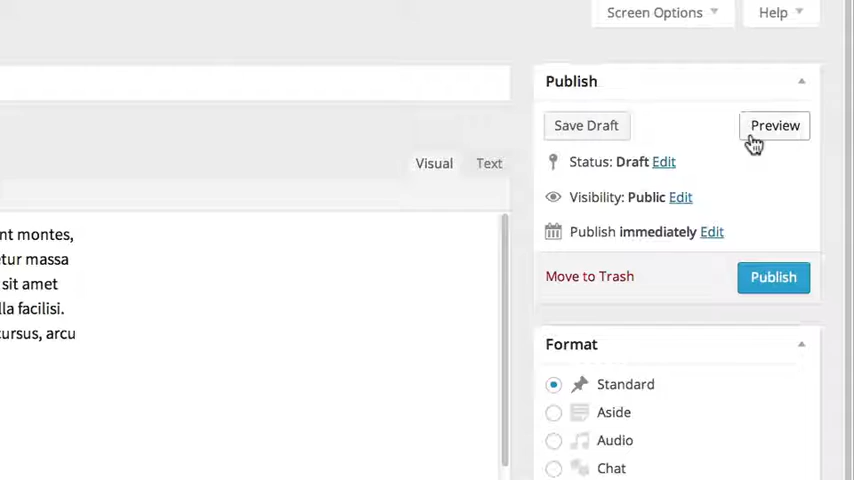 Screen Options
Help
Publish
Save Draft
Preview
Visual
Text
Status: Draft Edit
Visibility: Public Edit
Publish immediately Edit
nt montes,
etur massa
sit amet
lla facilisi.
cursus, arcu
Move to Trash
Publish
Format
Standard
Aside
Audio
Chat